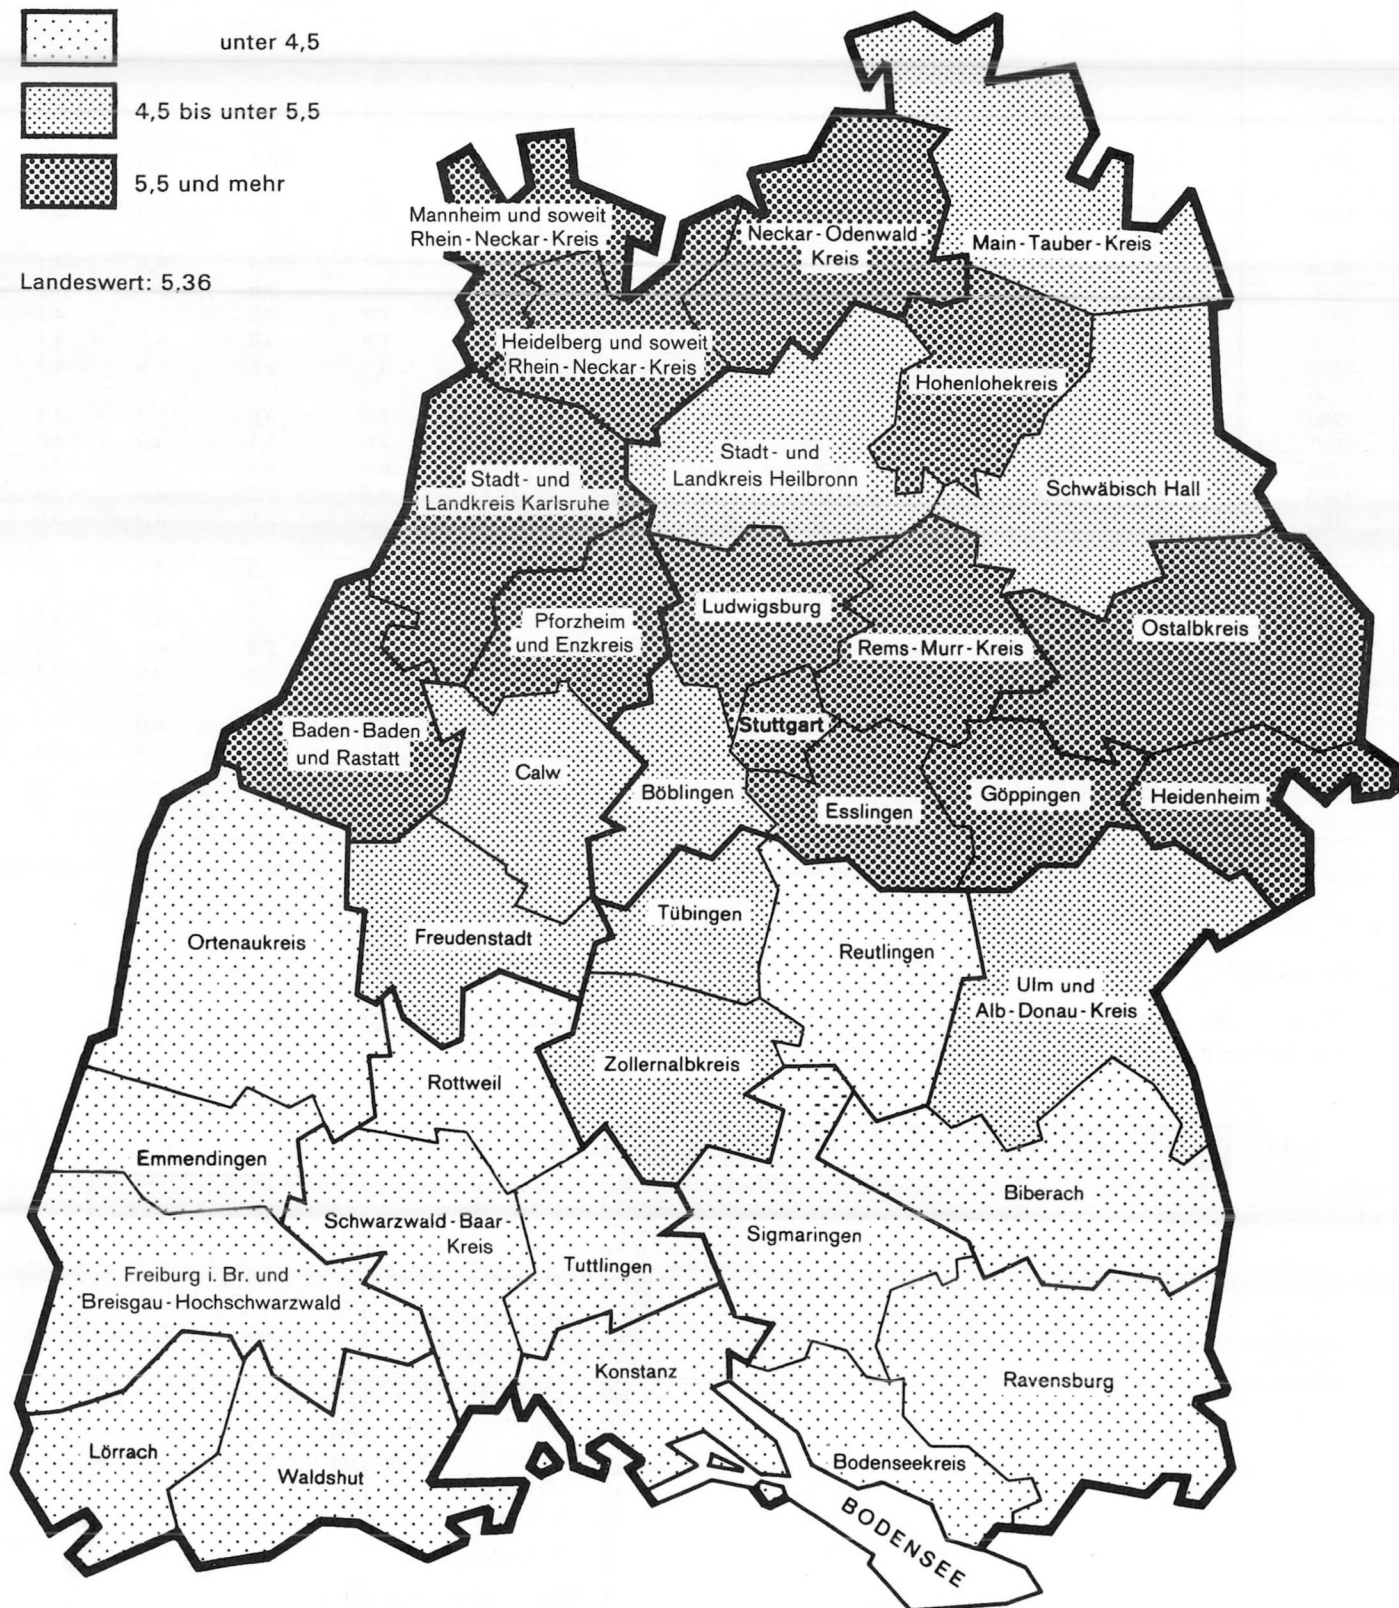 unter 4,5
4,5 bis unter 5,5
5,5 und mehr
Landeswert: 5,36
Mannheim und soweit
Rhein-Neckar-Kreis
Neckar-Odenwald-
Kreis
Main-Tauber-Kreis
Heidelberg und soweit
Rhein-Neckar-Kreis
Hohenlohekreis
Stadt- und
Landkreis Heilbronn
Schwäbisch Hall
Stadt- und
Landkreis Karlsruhe
Pforzheim
und Enzkreis
Ludwigsburg
Rems-Murr-Kreis
Ostalbkreis
Baden-Baden
und Rastatt
Stuttgart
Calw
Böblingen
Esslingen
Göppingen
Heidenheim
Ortenaukreis
Freudenstadt
Tübingen
Reutlingen
Ulm und
Alb-Donau-Kreis
Rottweil
Zollernalbkreis
Emmendingen
Schwarzwald-Baar-
Kreis
Biberach
Sigmaringen
Tuttlingen
Freiburg i. Br. und
Breisgau-Hochschwarzwald
Konstanz
Ravensburg
Lörrach
Waldshut
Bodenseekreis
BODENSEE